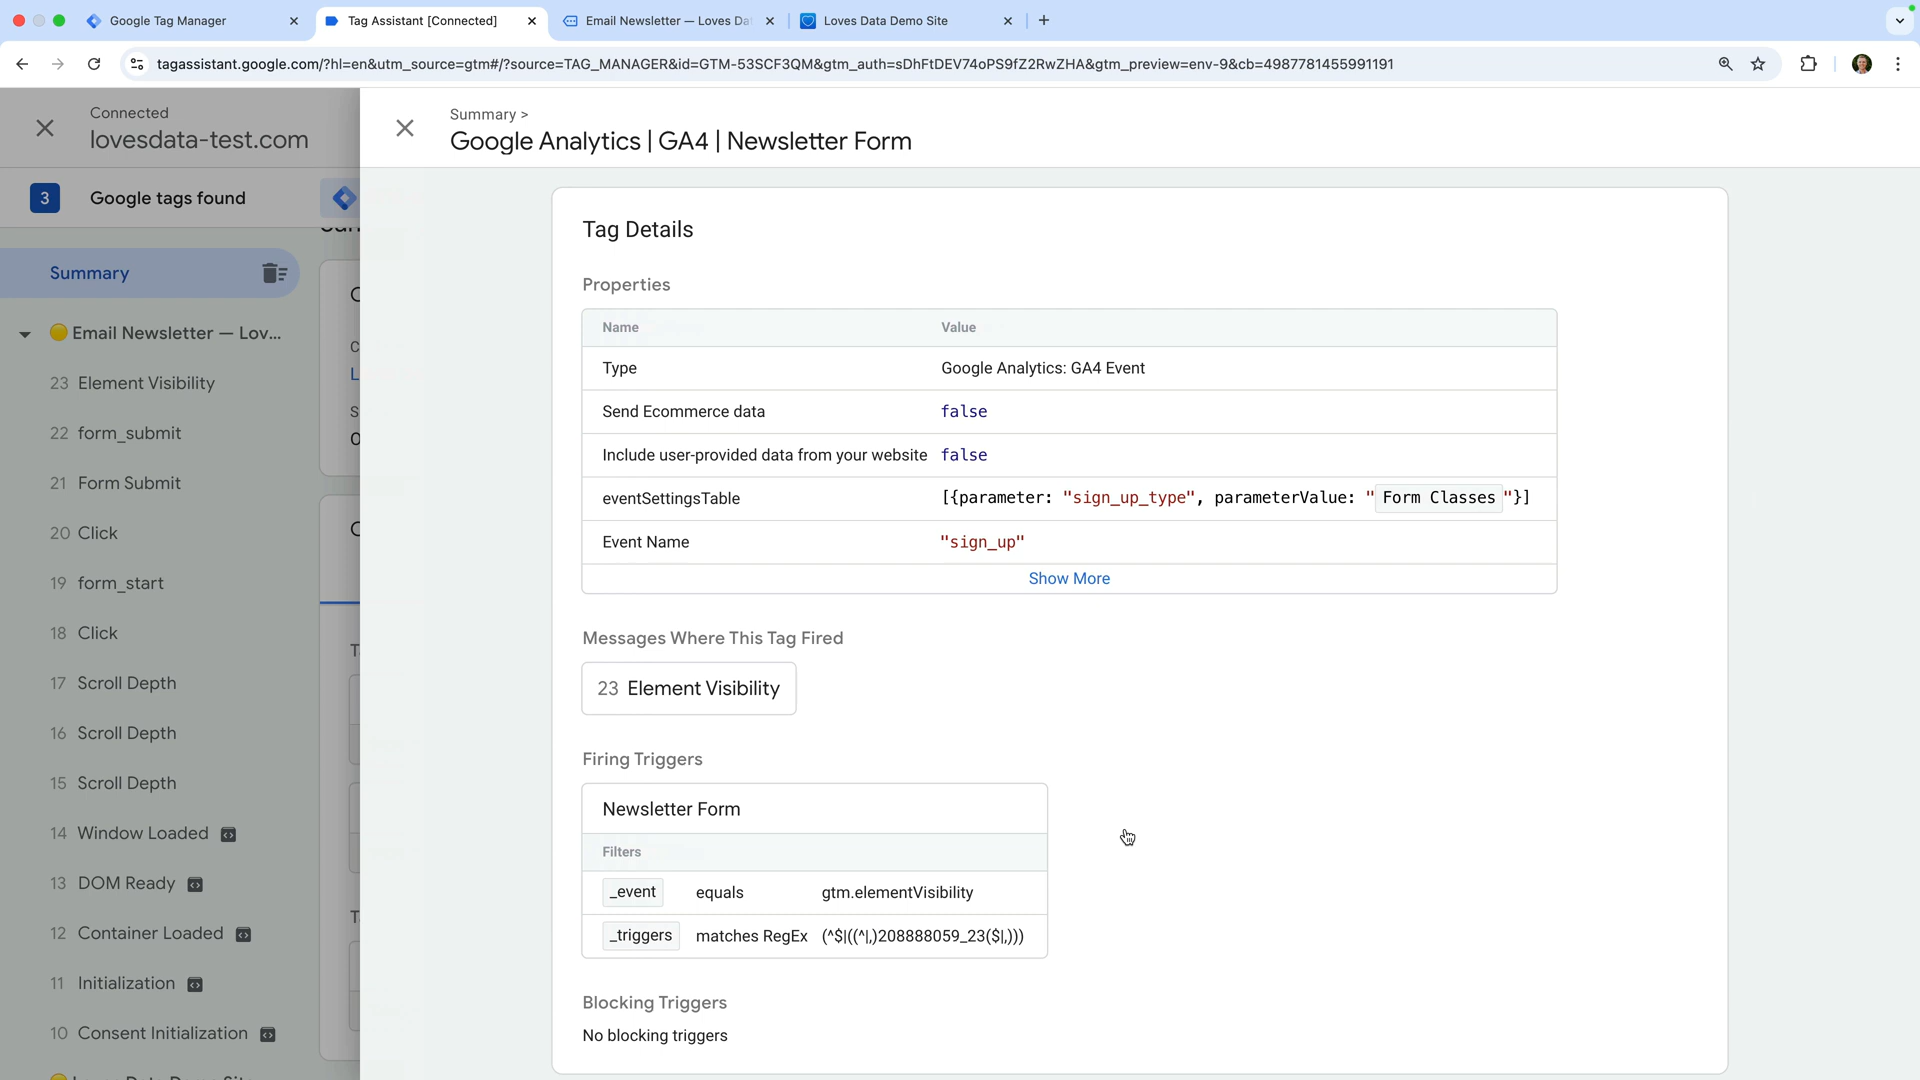 Google Tag Manager
Tag Assistant [Connected]
Email Newsletter — Loves Da
Loves Data Demo Site
tagassistant.google.com/?hl=en&utm_source=gtm#/?source=TAG_MANAGER&id=GTM-53SCF3QM&gtm_auth=sDhFtDEV74oPS9fZ2RwZHA&gtm_preview=env-9&cb=4987781455991191
Connected
lovesdata-test.com
3 Google tags found
Summary
Email Newsletter — Lov...
23 Element Visibility
22 form_submit
21 Form Submit
20 Click
19 form_start
18 Click
17 Scroll Depth
16 Scroll Depth
15 Scroll Depth
14 Window Loaded
13 DOM Ready
12 Container Loaded
11 Initialization
10 Consent Initialization
Summary >
Google Analytics | GA4 | Newsletter Form
Tag Details
Properties
Name Value
Type Google Analytics: GA4 Event
Send Ecommerce data false
Include user-provided data from your website false
eventSettingsTable [{parameter: "sign_up_type", parameterValue: "Form Classes"}]
Event Name "sign_up"
Show More
Messages Where This Tag Fired
23 Element Visibility
Firing Triggers
Newsletter Form
Filters
_event equals gtm.elementVisibility
_triggers matches RegEx (^$|((^|,)208888059_23($|,)))
Blocking Triggers
No blocking triggers